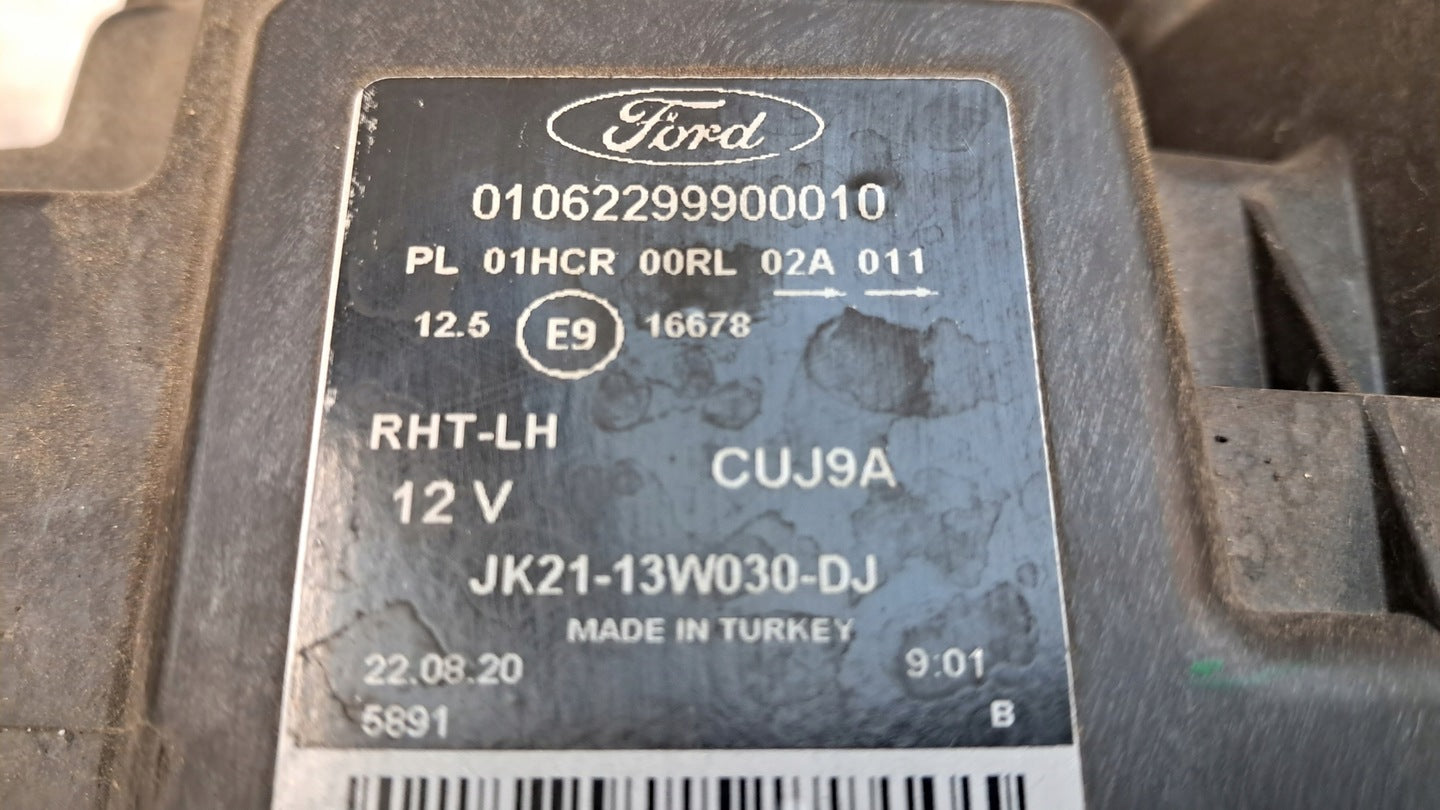 Ford
01062299900010
PL 01HCR 00RL 02A 011
12.5 E9 16678
RHT-LH
CUJ9A
12 V
JK21-13W030-DJ
MADE IN TURKEY
22.08.20 9:01
5891 B